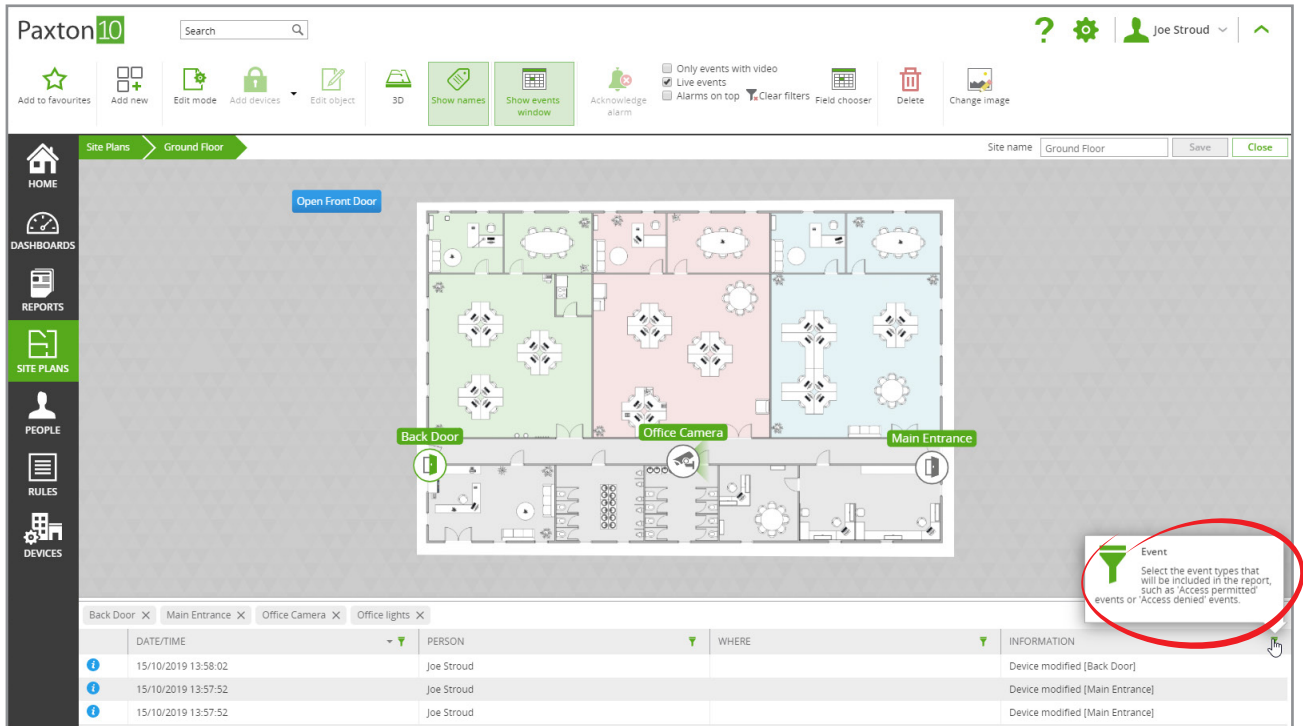 Paxton10
Search
Joe Stroud
Add to favourites
Add new
Edit mode
Add devices
Edit object
3D
Show names
Show events
window
Acknowledge
alarm
Only events with video
Live events
Alarms on top
Clear filters
Field chooser
Delete
Change image
HOME
DASHBOARDS
REPORTS
SITE PLANS
PEOPLE
RULES
DEVICES
Site Plans
Ground Floor
Site name
Ground Floor
Save
Close
Open Front Door
Back Door
Office Camera
Main Entrance
Event
Select the event types that
will be included in the report,
such as 'Access permitted'
events or 'Access denied' events.
Back Door X Main Entrance X Office Camera X Office lights X
DATE/TIME PERSON WHERE INFORMATION
15/10/2019 13:58:02 Joe Stroud Device modified [Back Door]
15/10/2019 13:57:52 Joe Stroud Device modified [Main Entrance]
15/10/2019 13:57:52 Joe Stroud Device modified [Main Entrance]